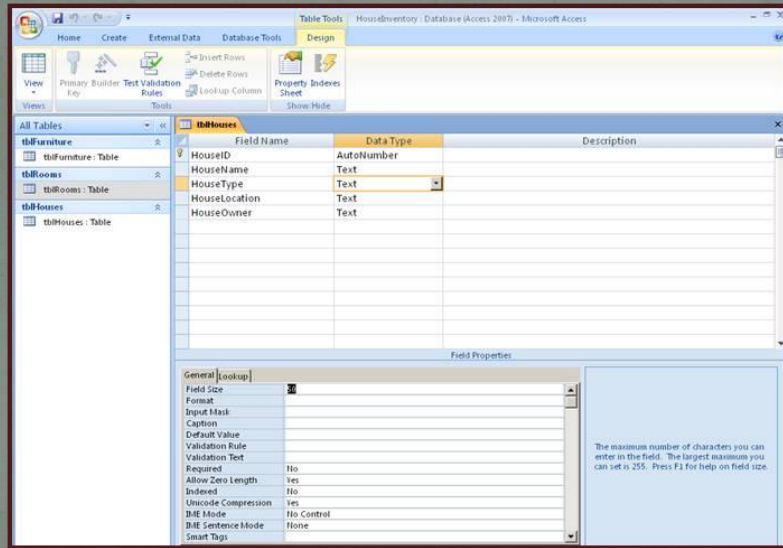 Table Tools HouseInventory : Database (Access 2007) - Microsoft Access
Home Create External Data Database Tools Design
View
Primary Key
Builder
Test Validation Rules
Insert Rows
Delete Rows
Lookup Column
Property Sheet
Indexes
Views Tools Show/Hide
All Tables
tblFurniture
tblFurniture : Table
tblRooms
tblRooms : Table
tblHouses
tblHouses : Table
tblHouses
Field Name Data Type Description
HouseID AutoNumber
HouseName Text
HouseType Text
HouseLocation Text
HouseOwner Text
Field Properties
General Lookup
Field Size
Format
Input Mask
Caption
Default Value
Validation Rule
Validation Text
Required No
Allow Zero Length Yes
Indexed No
Unicode Compression Yes
IME Mode No Control
IME Sentence Mode None
Smart Tags
The maximum number of characters you can
enter in the field. The largest maximum you
can set is 255. Press F1 for help on field size.